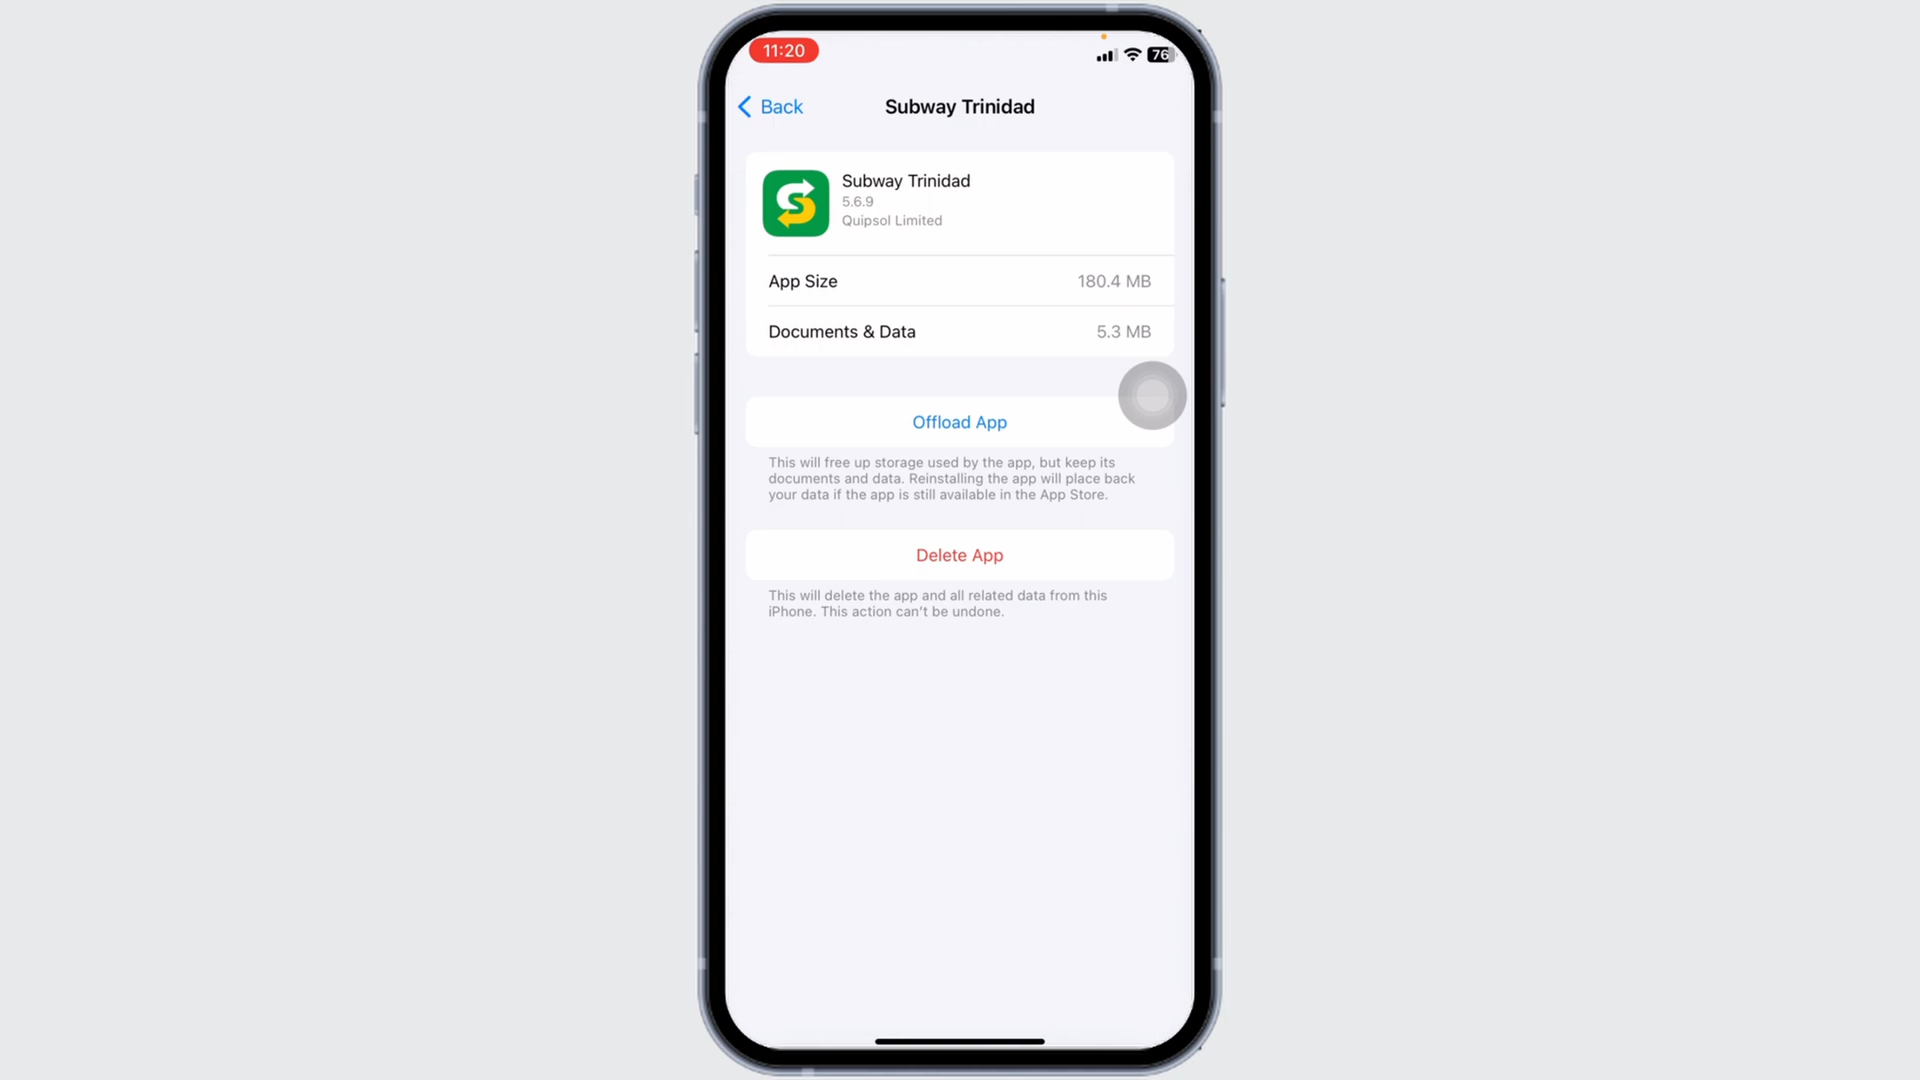 11:20
76
Back
Subway Trinidad
Subway Trinidad
5.6.9
Quipsol Limited
App Size 180.4 MB
Documents & Data 5.3 MB
Offload App
This will free up storage used by the app, but keep its
documents and data. Reinstalling the app will place back
your data if the app is still available in the App Store.
Delete App
This will delete the app and all related data from this
iPhone. This action can't be undone.